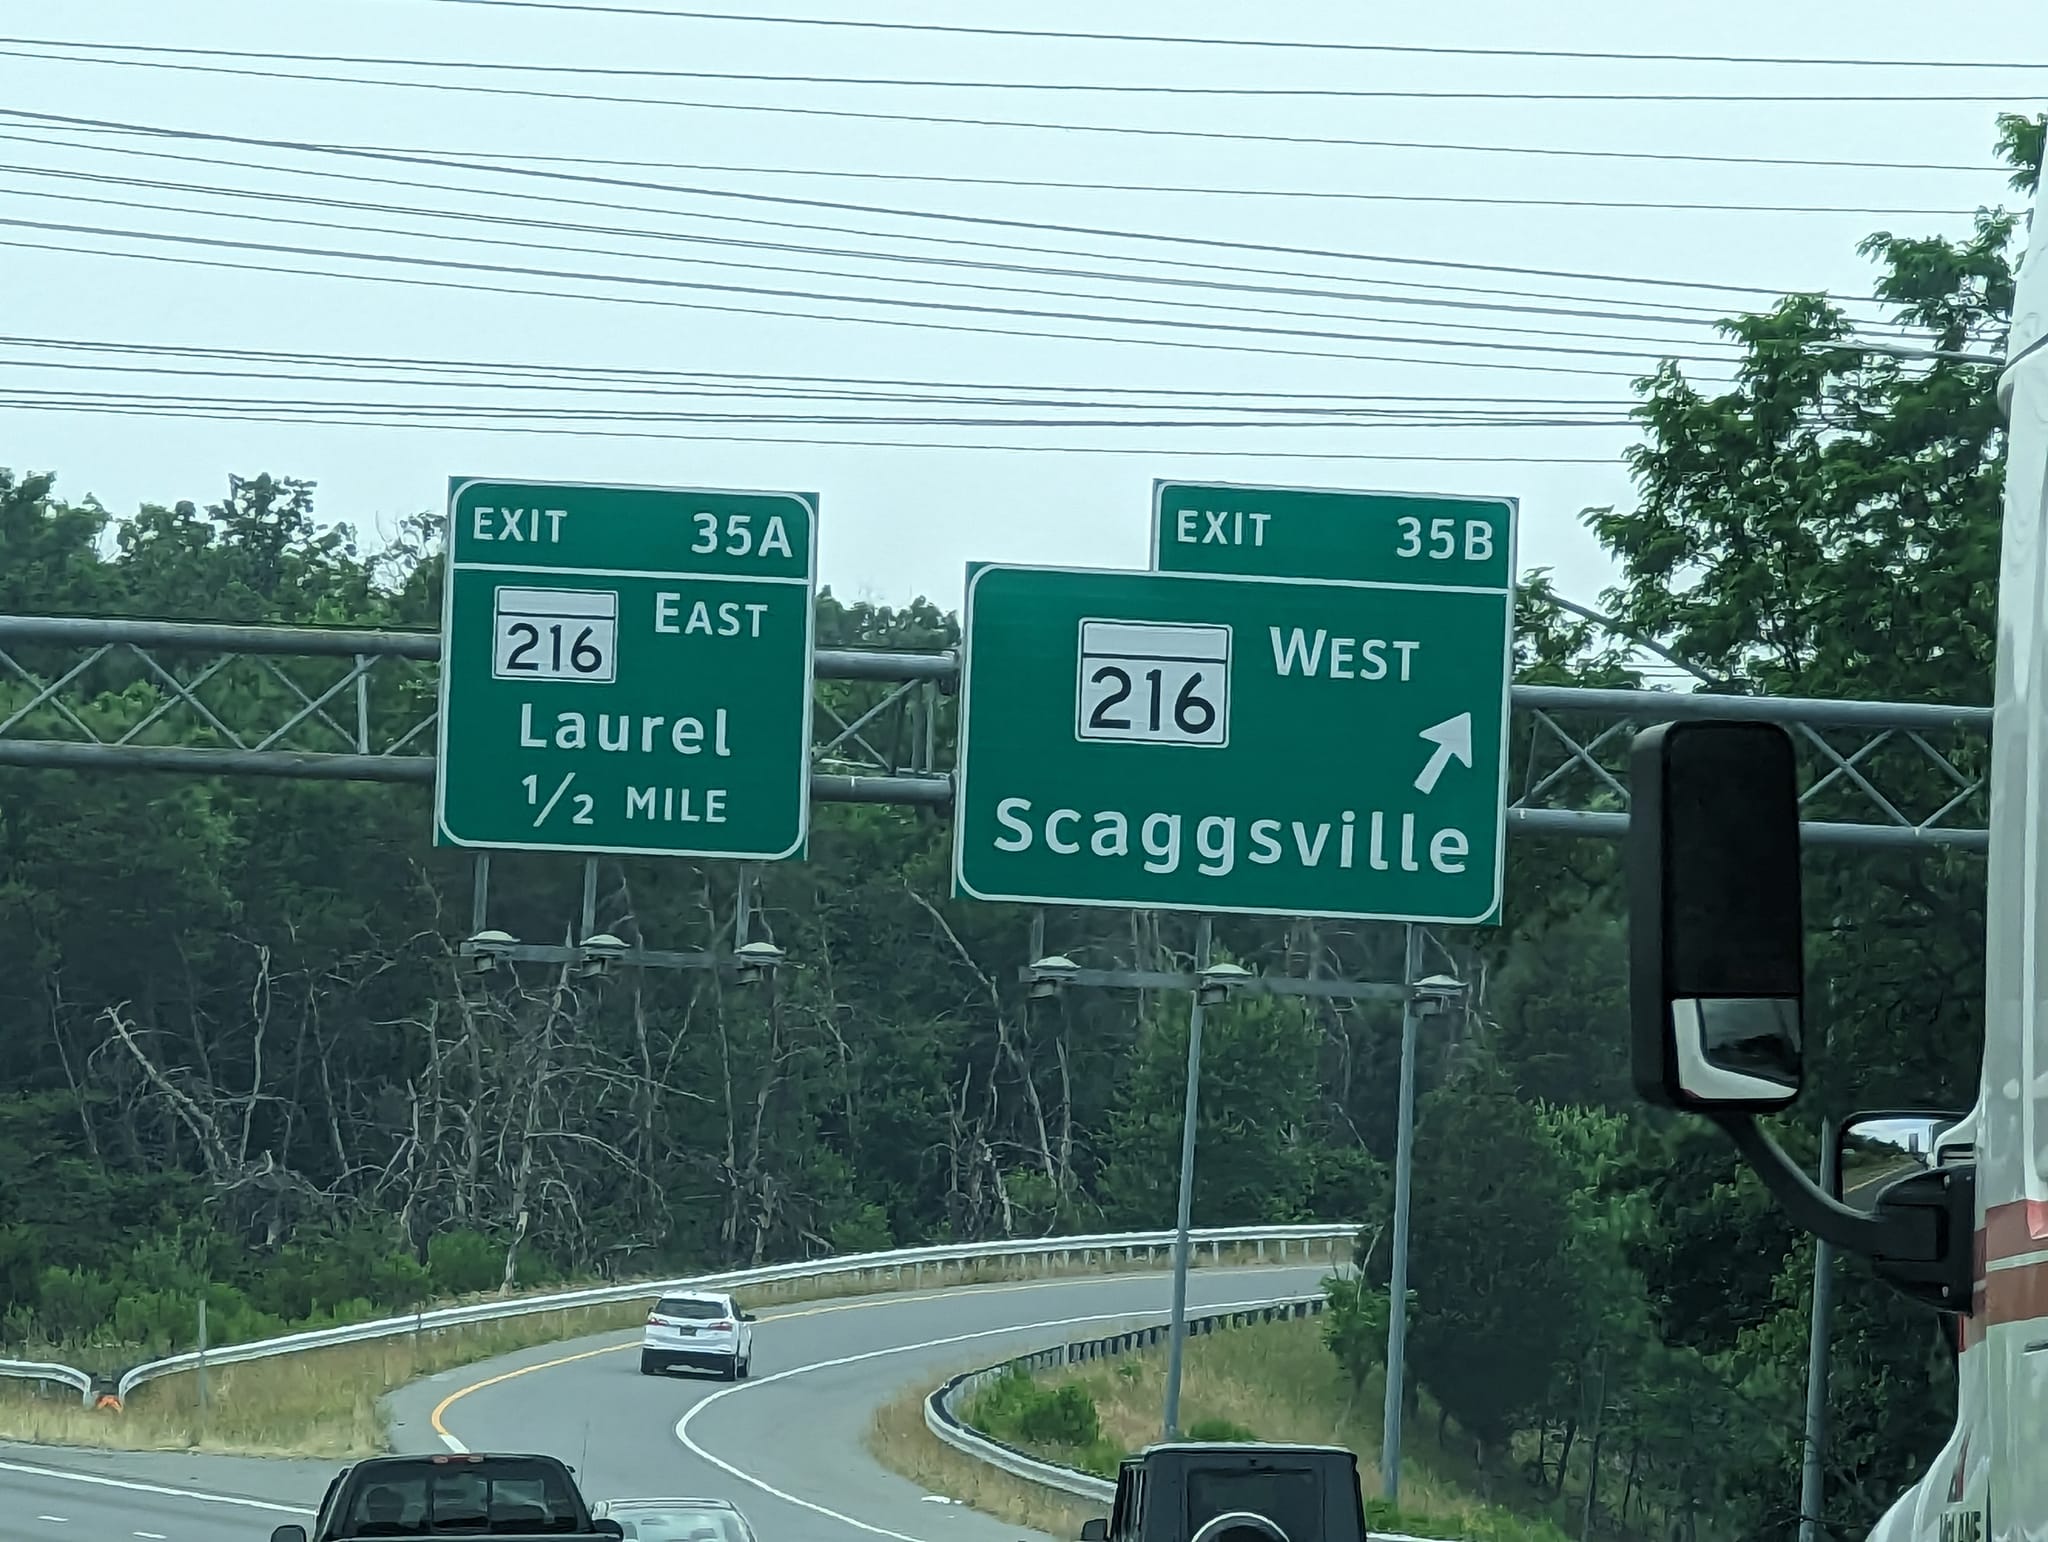 EXIT 35A
216 EAST
Laurel
1/2 MILE
EXIT 35B
216 WEST
Scaggsville